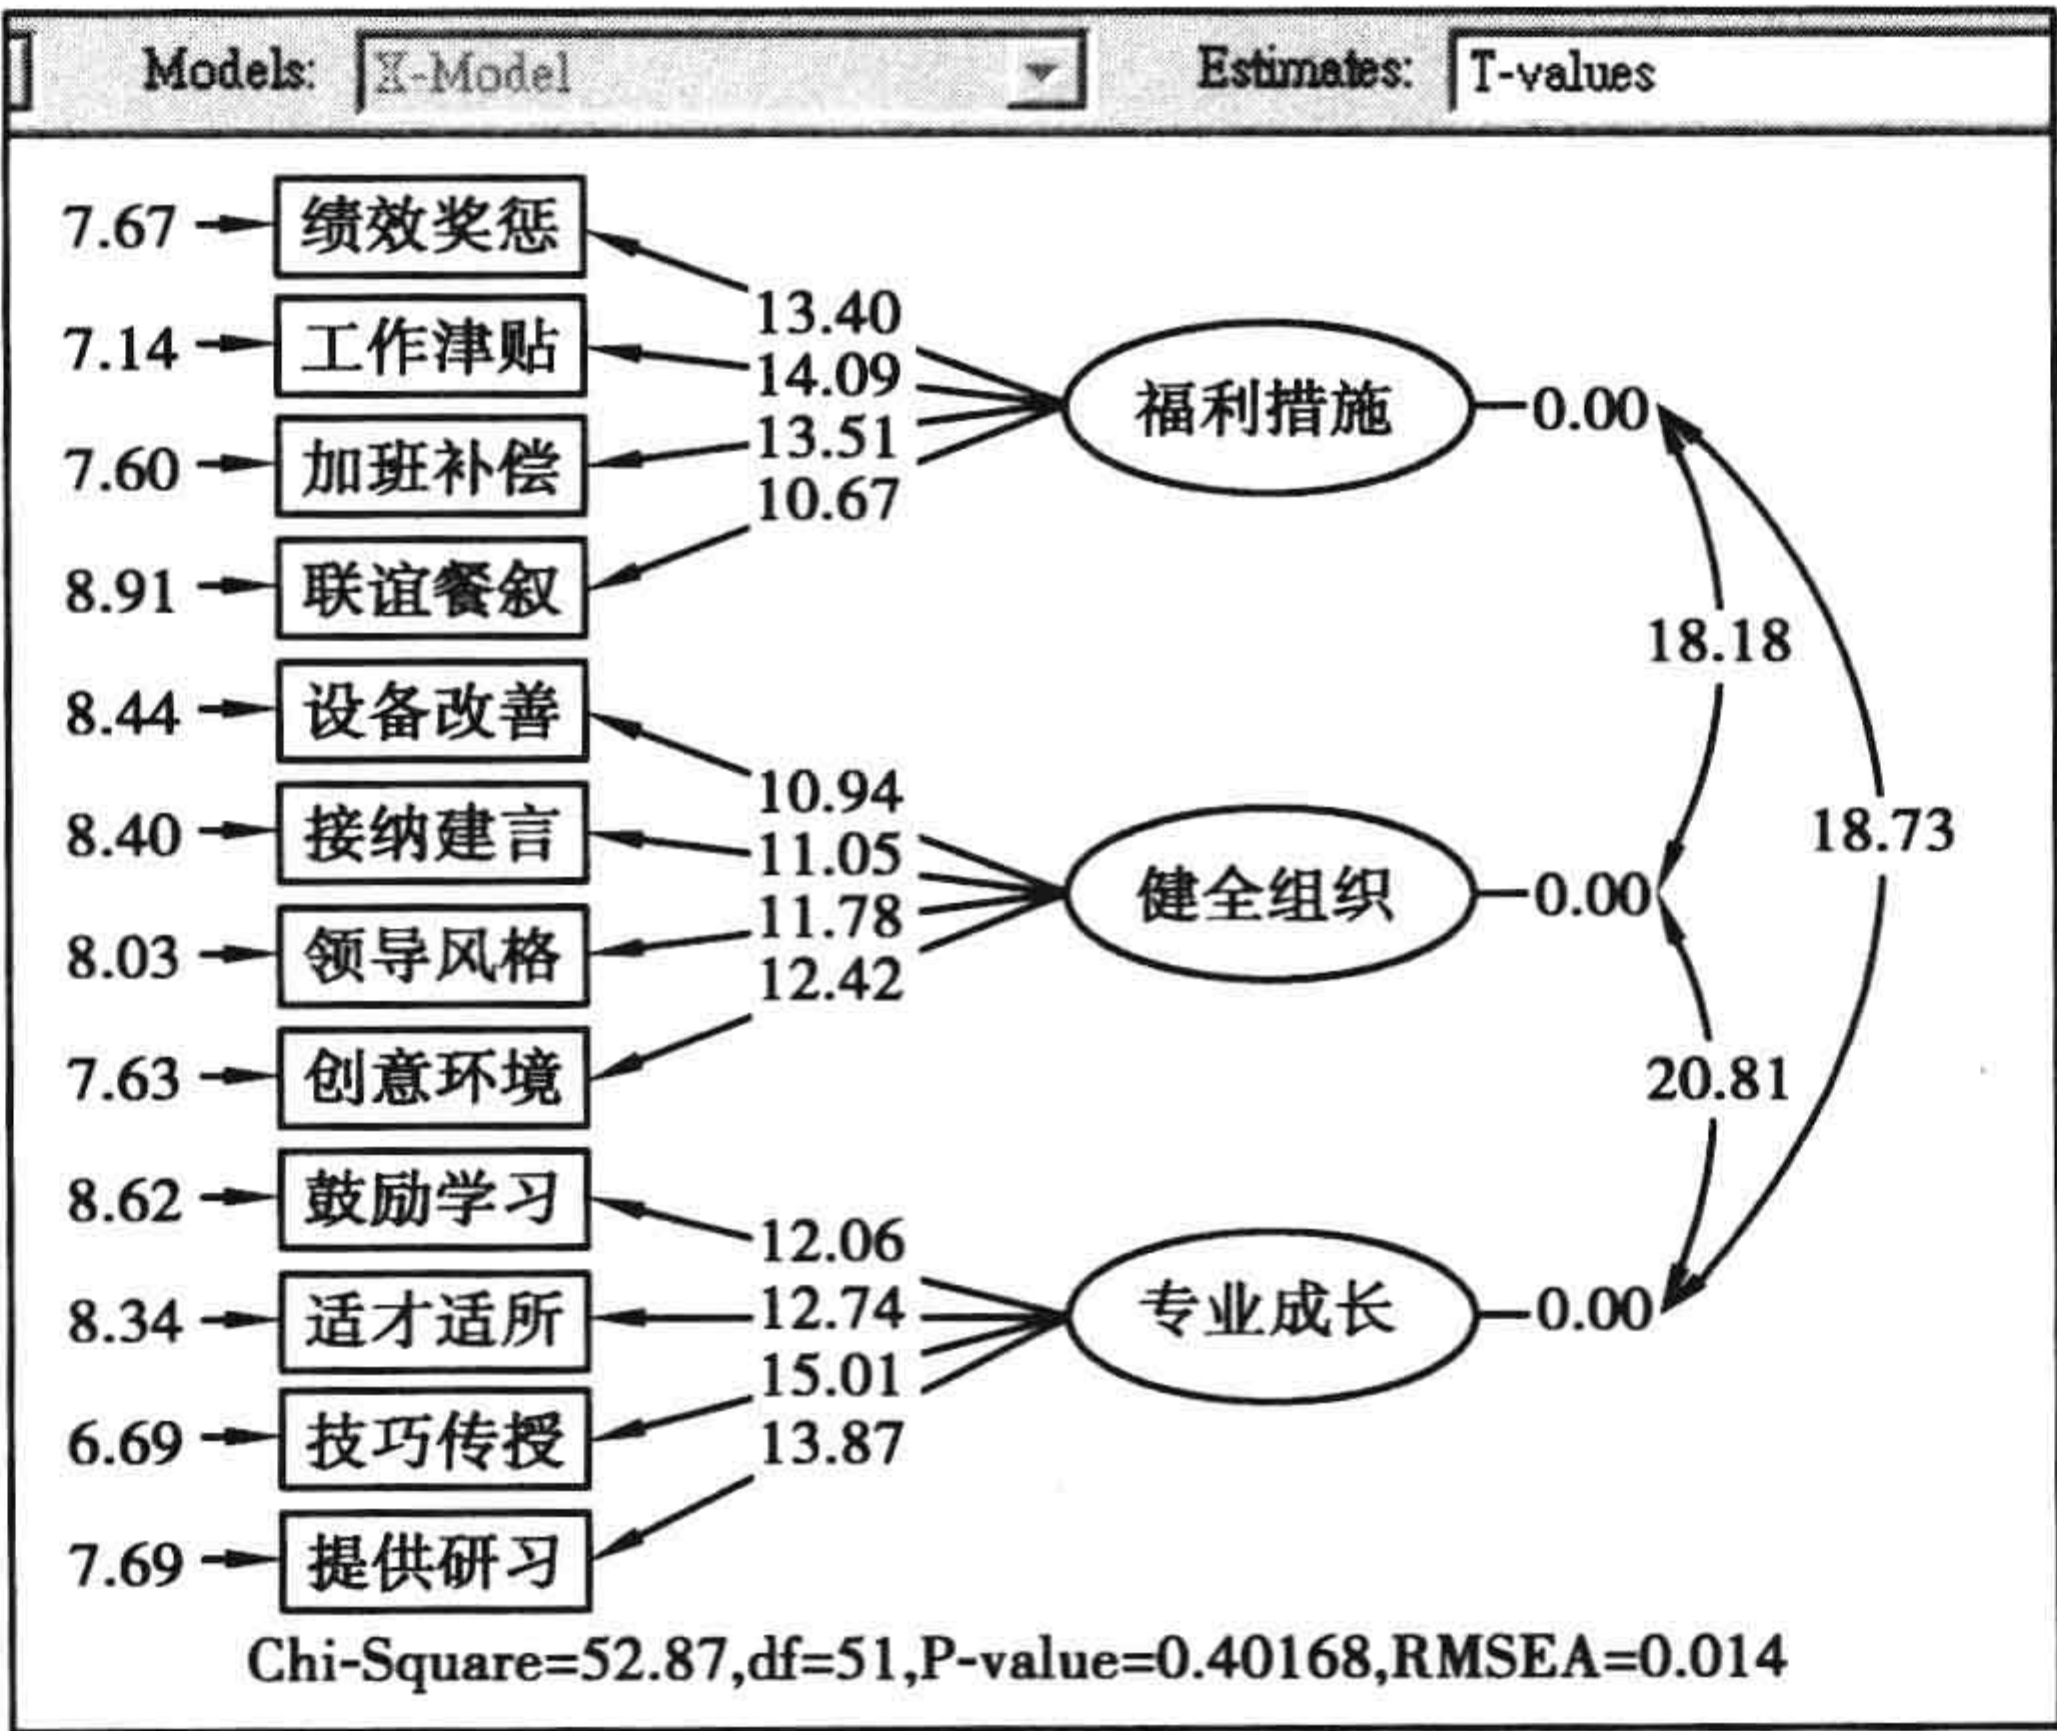 Models: X-Model Estimates: T-values
7.67 绩效奖惩
13.40
7.14 工作津贴
14.09
福利措施 0.00
7.60 加班补偿
13.51
10.67
8.91 联谊餐叙
18.18
8.44 设备改善
10.94
8.40 接纳建言
11.05
18.73
健全组织 0.00
11.78
8.03 领导风格
12.42
7.63 创意环境
20.81
8.62 鼓励学习
12.06
8.34 适才适所
12.74
专业成长 0.00
15.01
6.69 技巧传授
13.87
7.69 提供研习
Chi-Square=52.87,df=51,P-value=0.40168,RMSEA=0.014